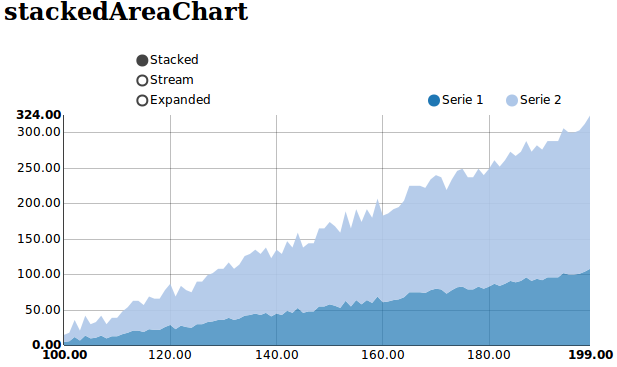 stackedAreaChart
Stacked
Stream
Expanded
Serie 1 Serie 2
324.00
300.00
250.00
200.00
150.00
100.00
50.00
0.00
100.00 120.00 140.00 160.00 180.00 199.00